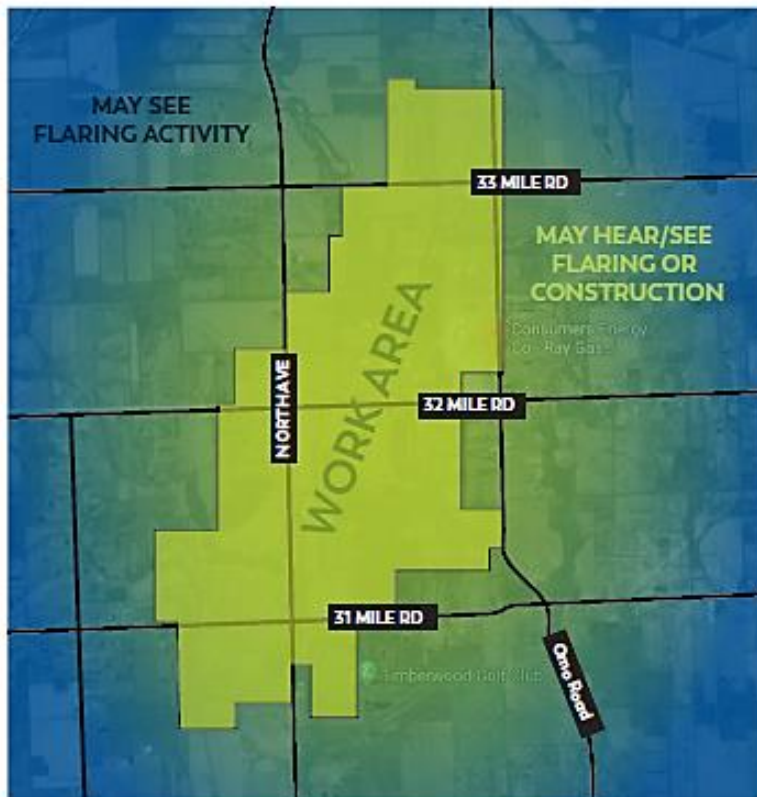 MAY SEE
FLARING ACTIVITY
33 MILE RD
MAY HEAR/SEE
FLARING OR
CONSTRUCTION
Consumers Energy
Co - Ray Gas
WORK AREA
NORTH AVE
32 MILE RD
31 MILE RD
Timberwood Golf Club
Omo Road